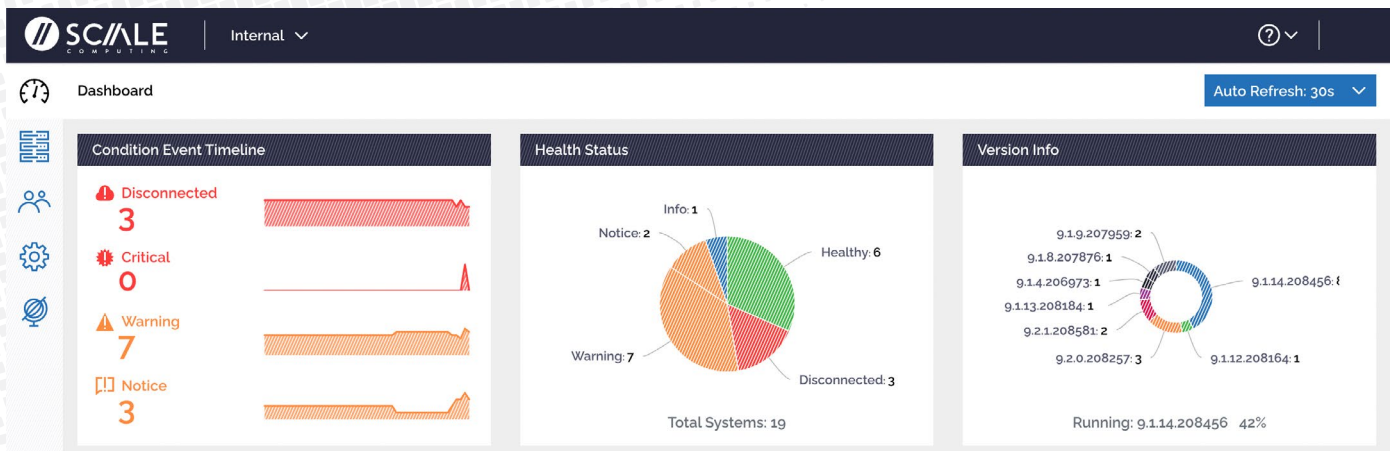 SCALE
COMPUTING
Internal
Dashboard
Auto Refresh: 30s
Condition Event Timeline
Disconnected
3
Critical
0
Warning
7
Notice
3
Health Status
Info: 1
Notice: 2
Healthy: 6
Warning: 7
Disconnected: 3
Total Systems: 19
Version Info
9.1.9.207959: 2
9.1.8.207876: 1
9.1.4.206973: 1
9.1.14.208456:
9.1.13.208184: 1
9.2.1.208581: 2
9.2.0.208257: 3
9.1.12.208164: 1
Running: 9.1.14.208456 42%